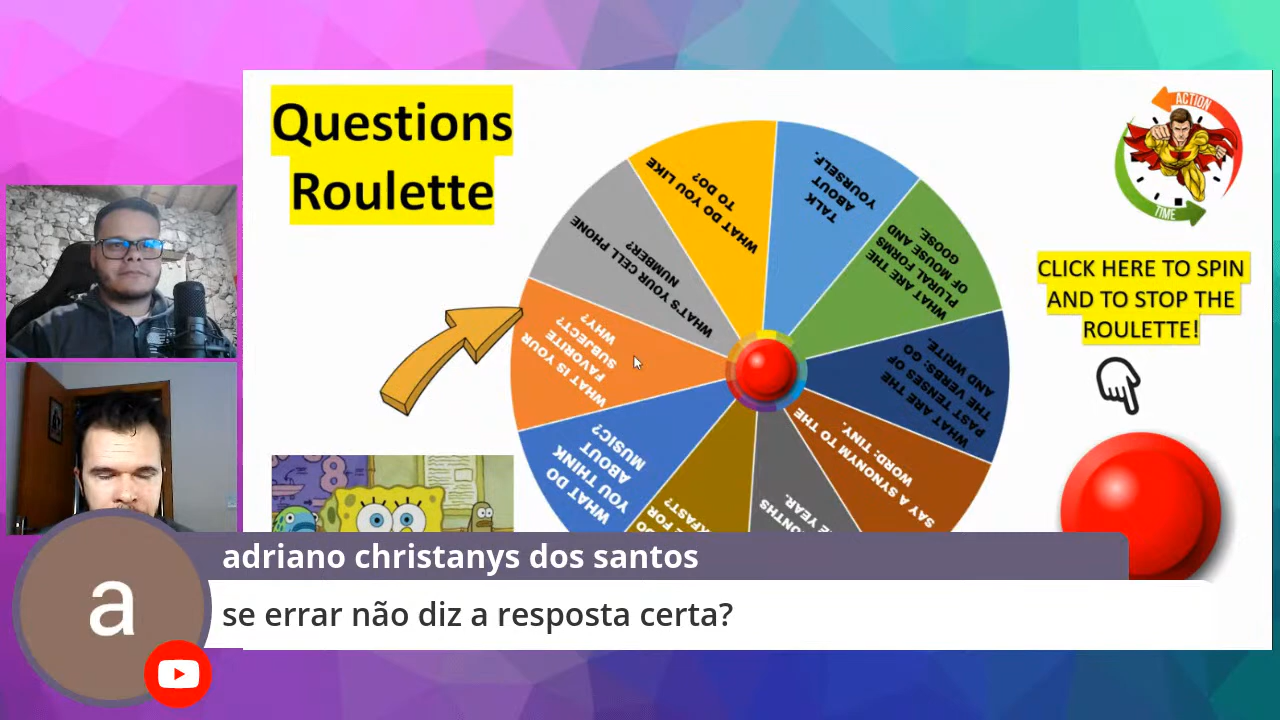 Questions
Roulette
ACTION
TIME
WHAT DO YOU LIKE
TO DO?
TALK
ABOUT
YOURSELF.
WHAT ARE THE
PLURAL FORMS
OF MOUSE AND
GOOSE.
WHAT ARE THE
PAST TENSES OF
THE VERBS: GO
AND WRITE.
SAY A SYNONYM TO THE
WORD: TINY.
WHAT DO
YOU THINK
ABOUT
MUSIC?
WHAT IS YOUR
FAVORITE
SUBJECT?
WHY?
WHAT'S YOUR CELL PHONE
NUMBER?
CLICK HERE TO SPIN
AND TO STOP THE
ROULETTE!
a
adriano christanys dos santos
se errar não diz a resposta certa?